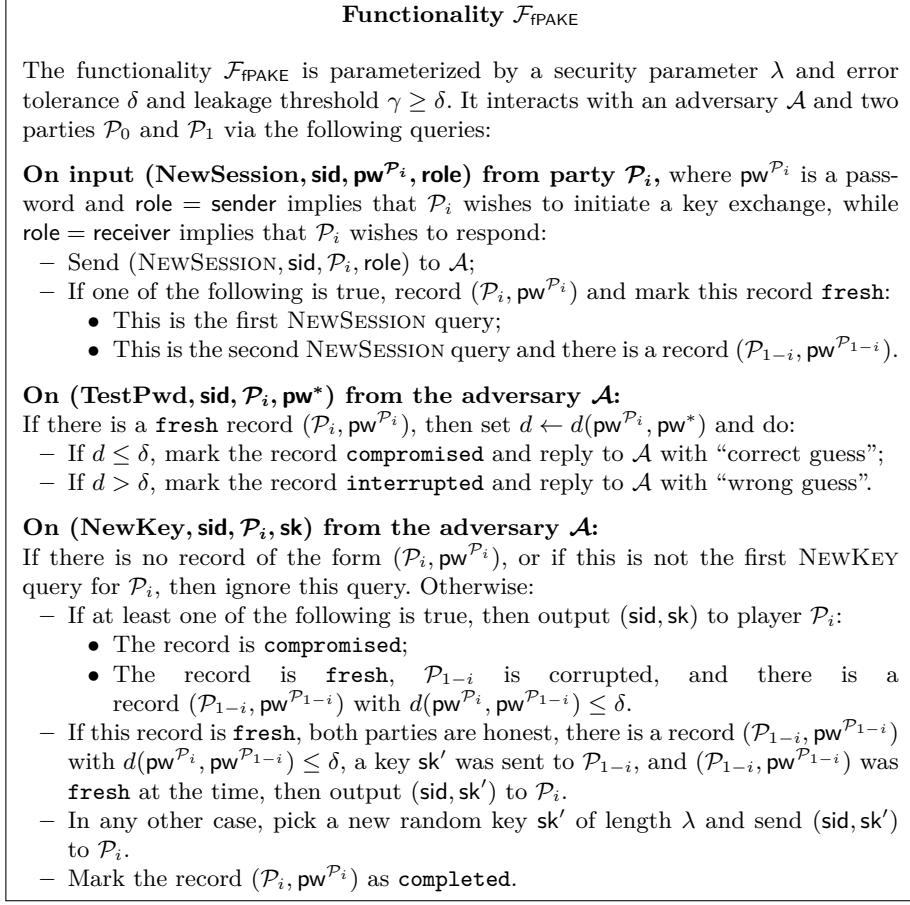 Functionality 𝓕_fPAKE
The functionality 𝓕_fPAKE is parameterized by a security parameter λ and error
tolerance δ and leakage threshold γ ≥ δ. It interacts with an adversary 𝒜 and two
parties 𝒫₀ and 𝒫₁ via the following queries:
On input (NewSession, sid, pw^{𝒫_i}, role) from party 𝒫_i, where pw^{𝒫_i} is a pass-
word and role = sender implies that 𝒫_i wishes to initiate a key exchange, while
role = receiver implies that 𝒫_i wishes to respond:
– Send (NEWSESSION, sid, 𝒫_i, role) to 𝒜;
– If one of the following is true, record (𝒫_i, pw^{𝒫_i}) and mark this record fresh:
• This is the first NEWSESSION query;
• This is the second NEWSESSION query and there is a record (𝒫_{1−i}, pw^{𝒫_{1−i}}).
On (TestPwd, sid, 𝒫_i, pw*) from the adversary 𝒜:
If there is a fresh record (𝒫_i, pw^{𝒫_i}), then set d ← d(pw^{𝒫_i}, pw*) and do:
– If d ≤ δ, mark the record compromised and reply to 𝒜 with “correct guess”;
– If d > δ, mark the record interrupted and reply to 𝒜 with “wrong guess”.
On (NewKey, sid, 𝒫_i, sk) from the adversary 𝒜:
If there is no record of the form (𝒫_i, pw^{𝒫_i}), or if this is not the first NEWKEY
query for 𝒫_i, then ignore this query. Otherwise:
– If at least one of the following is true, then output (sid, sk) to player 𝒫_i:
• The record is compromised;
• The record is fresh, 𝒫_{1−i} is corrupted, and there is a
record (𝒫_{1−i}, pw^{𝒫_{1−i}}) with d(pw^{𝒫_i}, pw^{𝒫_{1−i}}) ≤ δ.
– If this record is fresh, both parties are honest, there is a record (𝒫_{1−i}, pw^{𝒫_{1−i}})
with d(pw^{𝒫_i}, pw^{𝒫_{1−i}}) ≤ δ, a key sk′ was sent to 𝒫_{1−i}, and (𝒫_{1−i}, pw^{𝒫_{1−i}}) was
fresh at the time, then output (sid, sk′) to 𝒫_i.
– In any other case, pick a new random key sk′ of length λ and send (sid, sk′)
to 𝒫_i.
– Mark the record (𝒫_i, pw^{𝒫_i}) as completed.